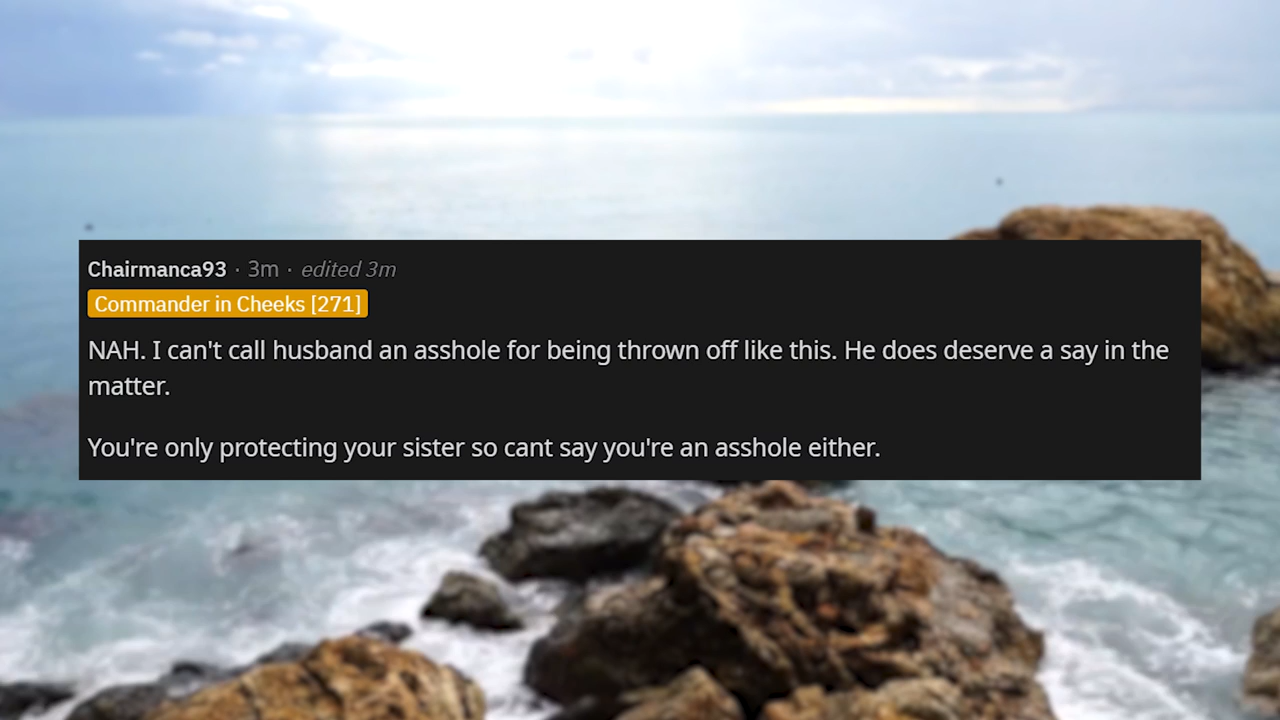 Chairmanca93 · 3m · edited 3m
Commander in Cheeks [271]
NAH. I can't call husband an asshole for being thrown off like this. He does deserve a say in the
matter.
You're only protecting your sister so cant say you're an asshole either.